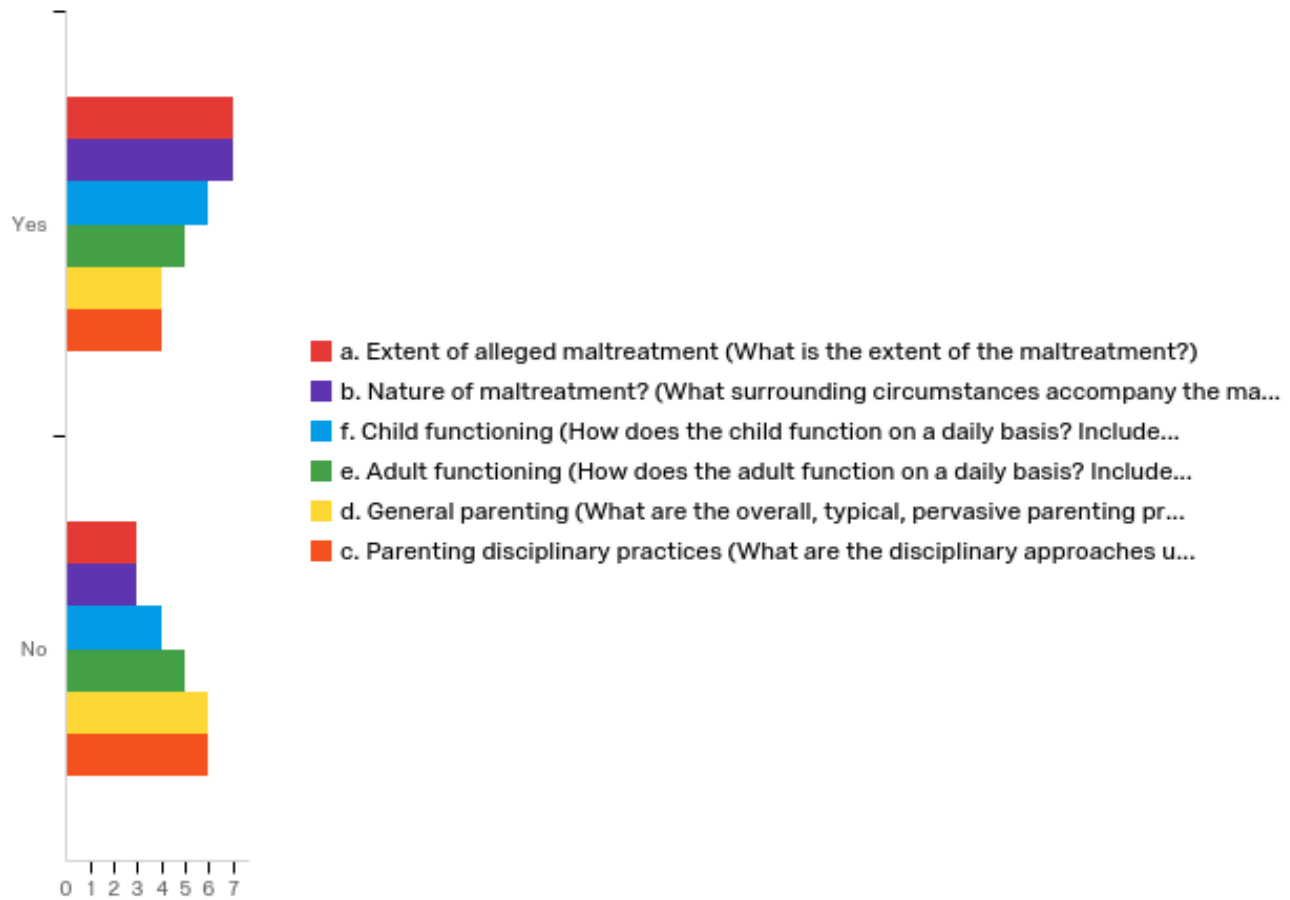 Yes
a. Extent of alleged maltreatment (What is the extent of the maltreatment?)
b. Nature of maltreatment? (What surrounding circumstances accompany the ma...
f. Child functioning (How does the child function on a daily basis? Include...
e. Adult functioning (How does the adult function on a daily basis? Include...
d. General parenting (What are the overall, typical, pervasive parenting pr...
c. Parenting disciplinary practices (What are the disciplinary approaches u...
No
0 1 2 3 4 5 6 7